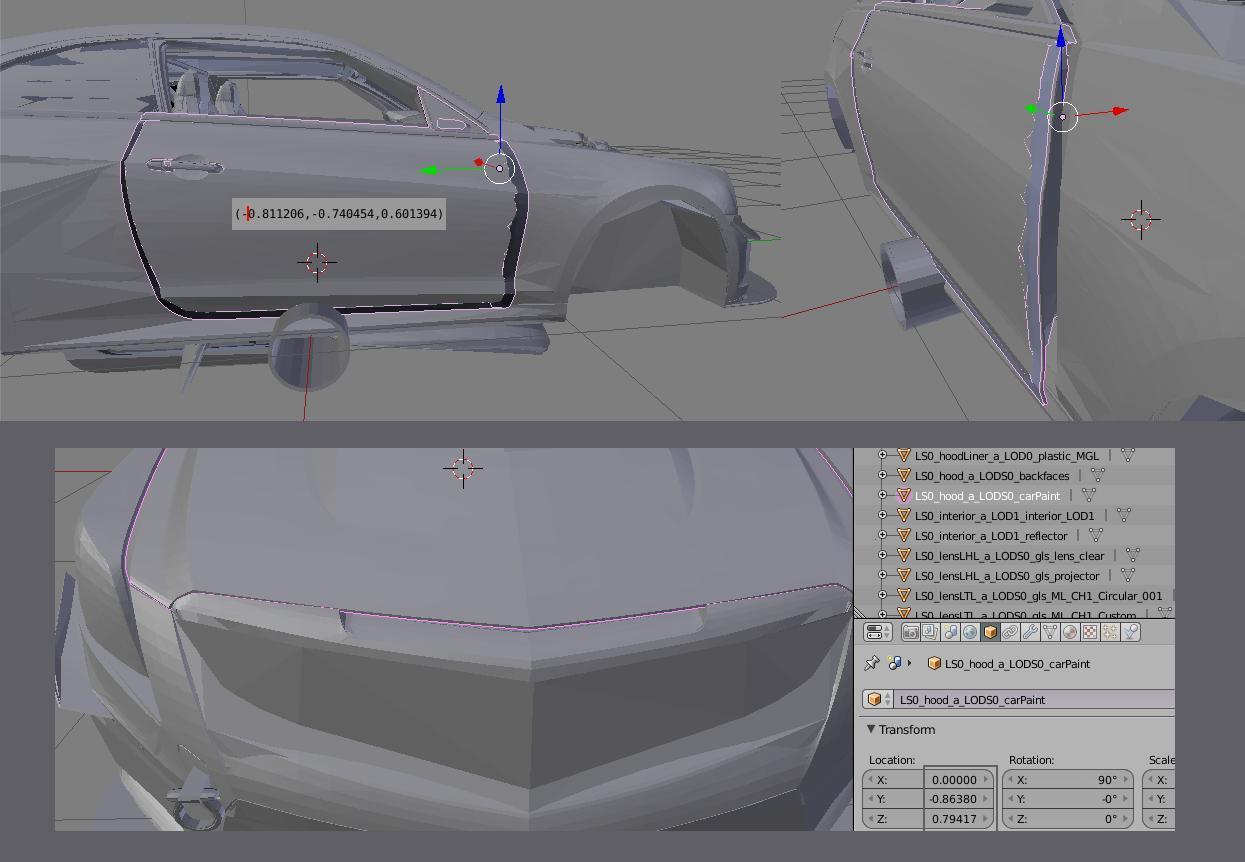 (-0.811206,-0.740454,0.601394)
LS0_hoodLiner_a_LOD0_plastic_MGL
LS0_hood_a_LODS0_backfaces
LS0_hood_a_LODS0_carPaint
LS0_interior_a_LOD1_interior_LOD1
LS0_interior_a_LOD1_reflector
LS0_lensLHL_a_LODS0_gls_lens_clear
LS0_lensLHL_a_LODS0_gls_projector
LS0_lensLTL_a_LODS0_gls_ML_CH1_Circular_001
LS0_lensLTL_a_LODS0_gls_ML_CH1_Custom
LS0_hood_a_LODS0_carPaint
LS0_hood_a_LODS0_carPaint
Transform
Location: Rotation: Scale
X: 0.00000 X: 90° X:
Y: -0.86380 Y: -0° Y:
Z: 0.79417 Z: 0° Z: